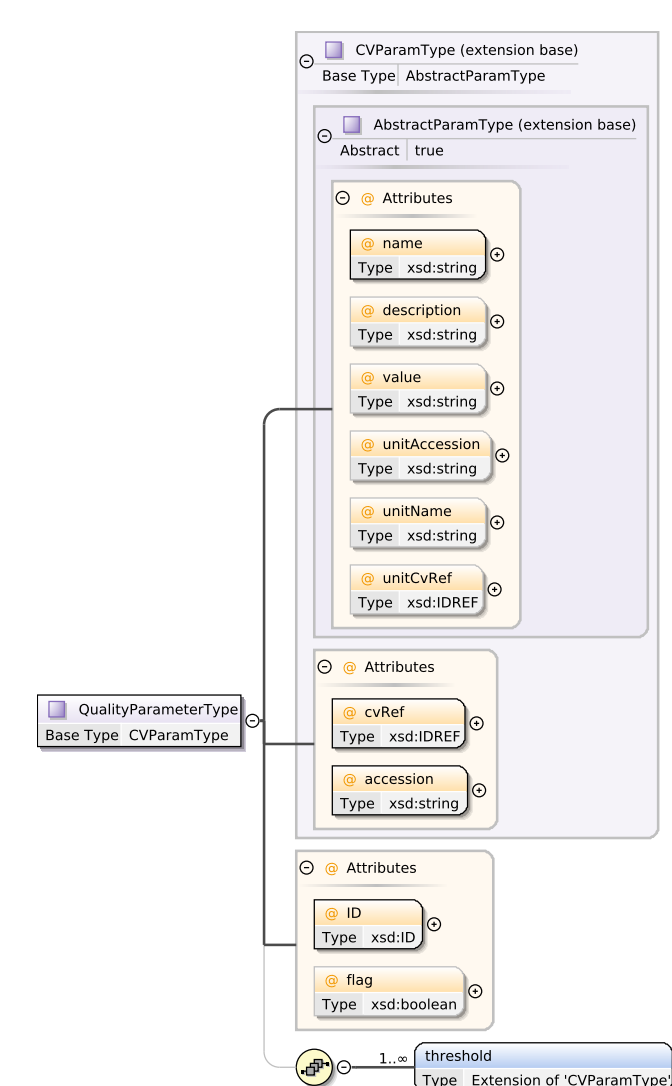 CVParamType (extension base)
Base Type AbstractParamType
AbstractParamType (extension base)
Abstract true
@ Attributes
@ name
Type xsd:string
@ description
Type xsd:string
@ value
Type xsd:string
@ unitAccession
Type xsd:string
@ unitName
Type xsd:string
@ unitCvRef
Type xsd:IDREF
@ Attributes
@ cvRef
Type xsd:IDREF
@ accession
Type xsd:string
QualityParameterType
Base Type CVParamType
@ Attributes
@ ID
Type xsd:ID
@ flag
Type xsd:boolean
1..∞
threshold
Type Extension of 'CVParamType'